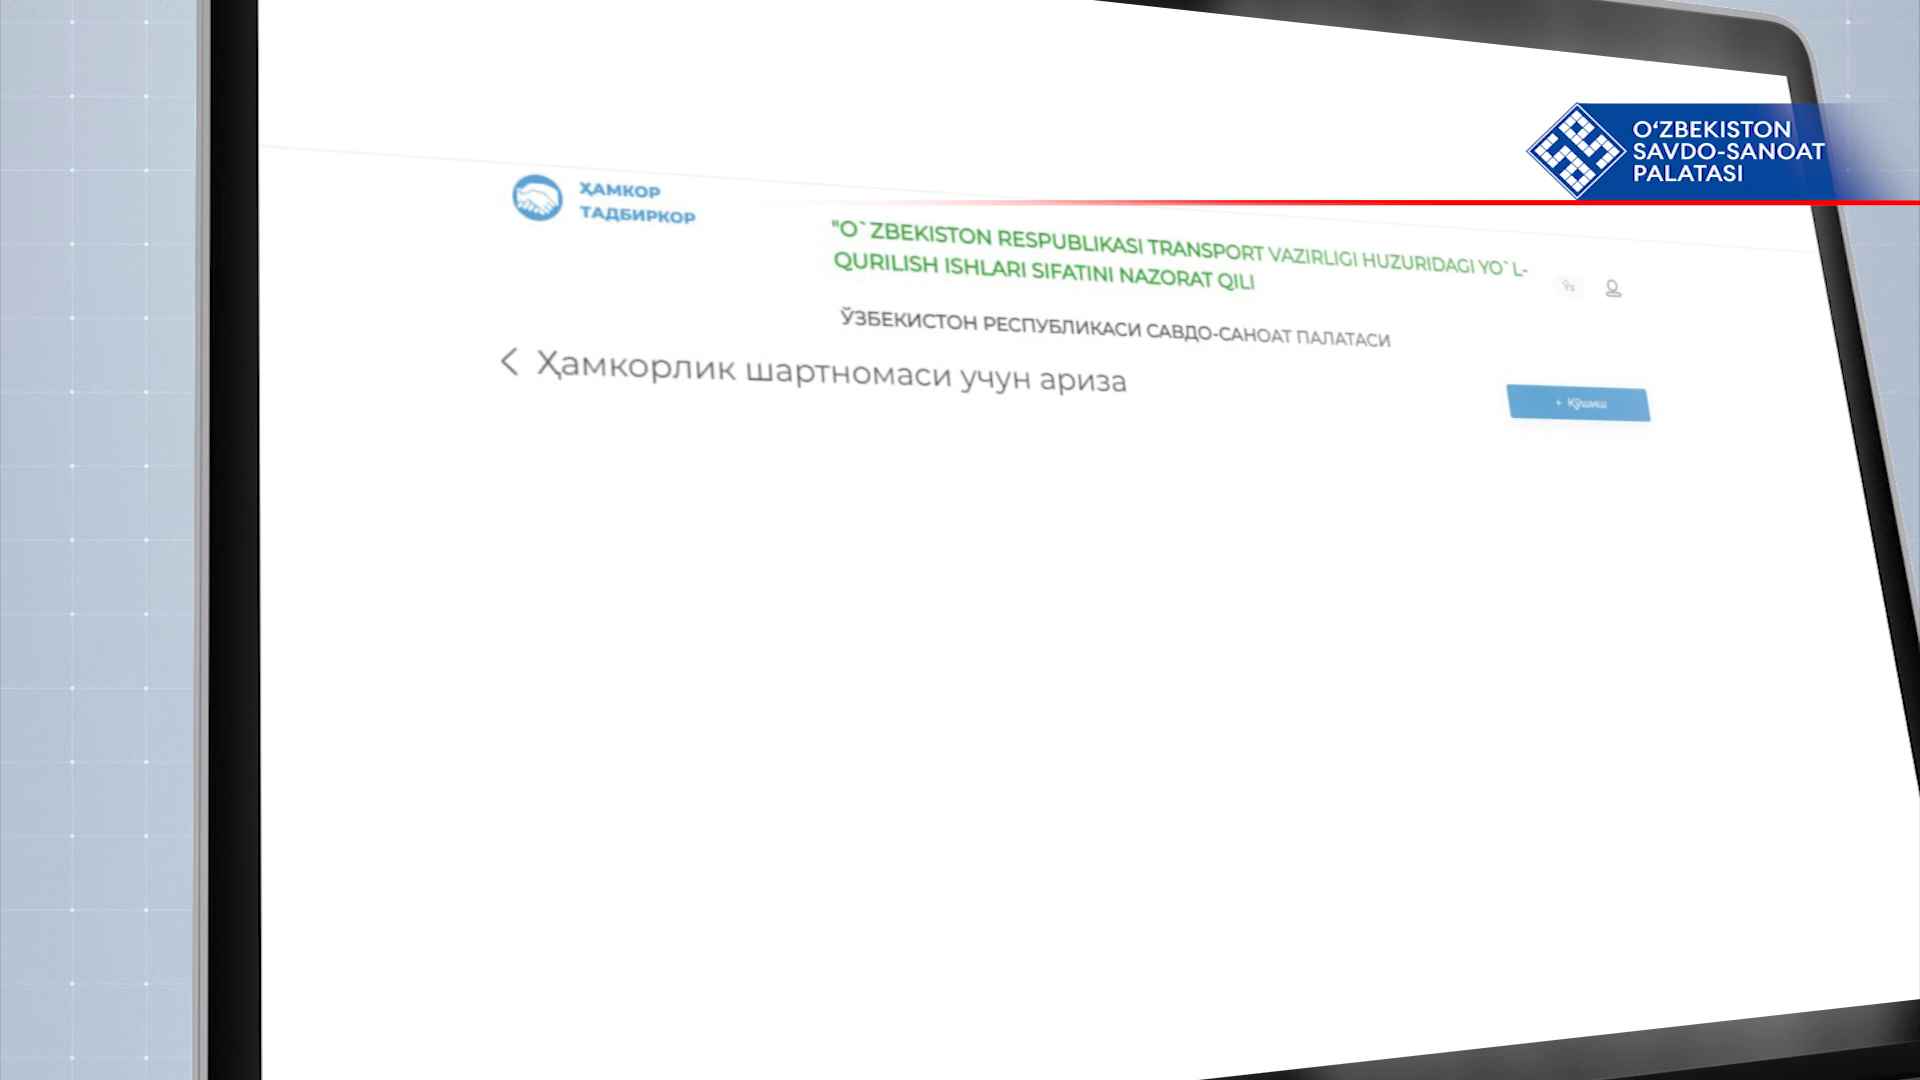 O‘ZBEKISTON
SAVDO-SANOAT
PALATASI
ҲАМКОР
ТАДБИРКОР
"O`ZBEKISTON RESPUBLIKASI TRANSPORT VAZIRLIGI HUZURIDAGI YO`L-
QURILISH ISHLARI SIFATINI NAZORAT QILI
Ўз
ЎЗБЕКИСТОН РЕСПУБЛИКАСИ САВДО-САНОАТ ПАЛАТАСИ
Ҳамкорлик шартномаси учун ариза
+ Қўшиш